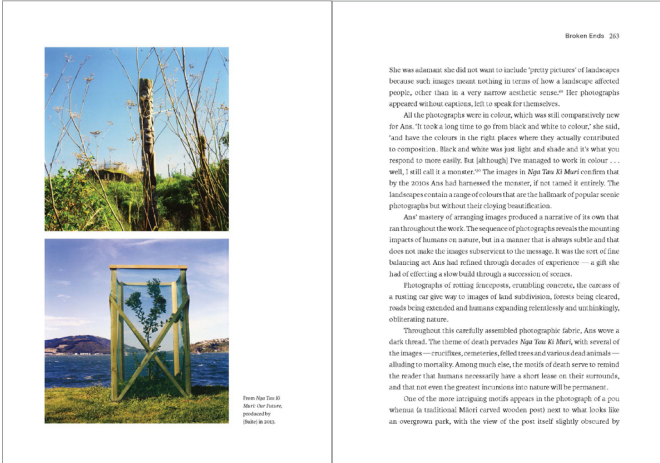 From Nga Tau Ki
Muri: Our Future,
produced by
(Suite) in 2013.
Broken Ends 263
She was adamant she did not want to include ‘pretty pictures’ of landscapes
because such images meant nothing in terms of how a landscape affected
people, other than in a very narrow aesthetic sense. Her photographs
appeared without captions, left to speak for themselves.
All the photographs were in colour, which was still comparatively new
for Ans. ‘It took a long time to go from black and white to colour,’ she said,
‘and have the colours in the right places where they actually contributed
to composition. Black and white was just light and shade and it’s what you
respond to more easily. But [although] I’ve managed to work in colour . . .
well, I still call it a monster.’ The images in Nga Tau Ki Muri confirm that
by the 2010s Ans had harnessed the monster, if not tamed it entirely. The
landscapes contain a range of colours that are the hallmark of popular scenic
photographs but without their cloying beautification.
Ans’ mastery of arranging images produced a narrative of its own that
ran throughout the work. The sequence of photographs reveals the mounting
impacts of humans on nature, but in a manner that is always subtle and that
does not make the images subservient to the message. It was the sort of fine
balancing act Ans had refined through decades of experience — a gift she
had of effecting a slow build through a succession of scenes.
Photographs of rotting fenceposts, crumbling concrete, the carcass of
a rusting car give way to images of land subdivision, forests being cleared,
roads being extended and humans expanding relentlessly and unthinkingly,
obliterating nature.
Throughout this carefully assembled photographic fabric, Ans wove a
dark thread. The theme of death pervades Nga Tau Ki Muri, with several of
the images — crucifixes, cemeteries, felled trees and various dead animals —
alluding to mortality. Among much else, the motifs of death serve to remind
the reader that humans necessarily have a short lease on their surrounds,
and that not even the greatest incursions into nature will be permanent.
One of the more intriguing motifs appears in the photograph of a pou
whenua (a traditional Māori carved wooden post) next to what looks like
an overgrown park, with the view of the post itself slightly obscured by